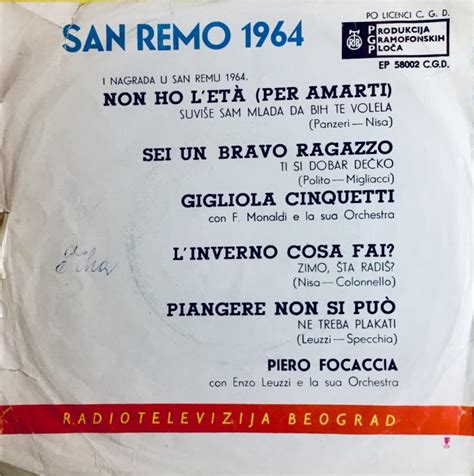 SAN REMO 1964
PO LICENCI C. G. D.
RTB
PRODUKCIJA
GRAMOFONSKIH
PLOČA
EP 58002 C.G.D.
I NAGRADA U SAN REMU 1964.
NON HO L'ETÀ (PER AMARTI)
SUVIŠE SAM MLADA DA BIH TE VOLELA
(Panzeri—Nisa)
SEI UN BRAVO RAGAZZO
TI SI DOBAR DEČKO
(Polito—Migliacci)
GIGLIOLA CINQUETTI
con F. Monaldi e la sua Orchestra
L'INVERNO COSA FAI?
ZIMO, ŠTA RADIŠ?
(Nisa—Colonnello)
PIANGERE NON SI PUÒ
NE TREBA PLAKATI
(Leuzzi—Specchia)
PIERO FOCACCIA
con Enzo Leuzzi e la sua Orchestra
RADIOTELEVIZIJA BEOGRAD